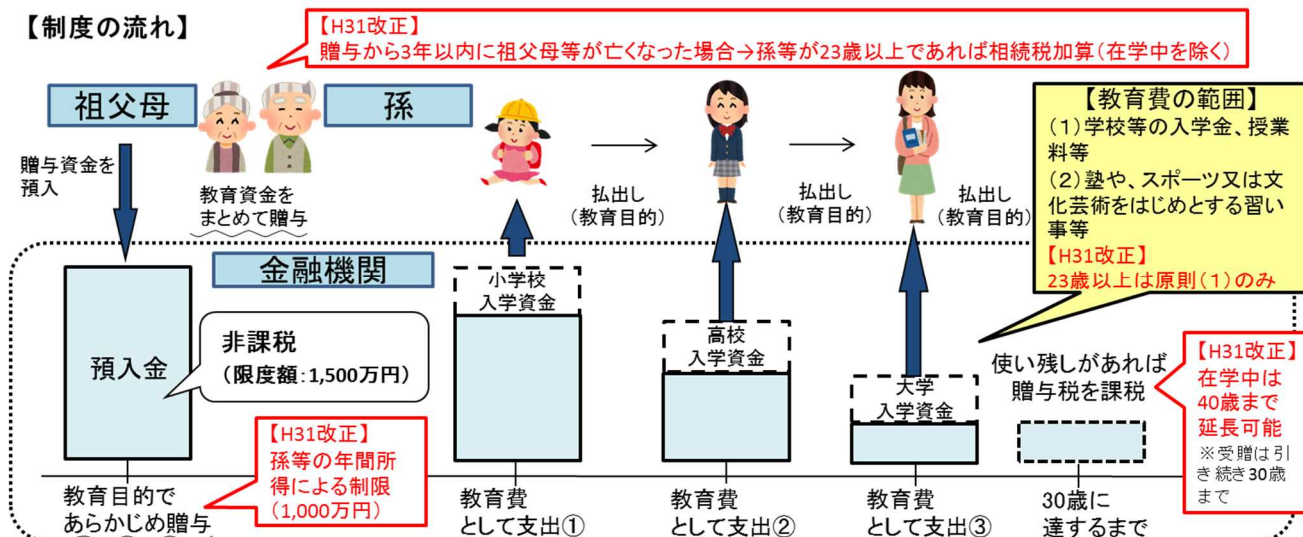 【制度の流れ】
【H31改正】
贈与から3年以内に祖父母等が亡くなった場合→孫等が23歳以上であれば相続税加算(在学中を除く)
祖父母
孫
贈与資金を
預入
教育資金を
まとめて贈与
払出し
(教育目的)
払出し
(教育目的)
払出し
(教育目的)
【教育費の範囲】
(1)学校等の入学金、授業
料等
(2)塾や、スポーツ又は文
化芸術をはじめとする習い
事等
【H31改正】
23歳以上は原則(1)のみ
金融機関
預入金
非課税
(限度額:1,500万円)
小学校
入学資金
高校
入学資金
大学
入学資金
使い残しがあれば
贈与税を課税
【H31改正】
在学中は
40歳まで
延長可能
※受贈は引
き続き30歳
まで
【H31改正】
孫等の年間所
得による制限
(1,000万円)
教育目的で
あらかじめ贈与
教育費
として支出①
教育費
として支出②
教育費
として支出③
30歳に
達するまで